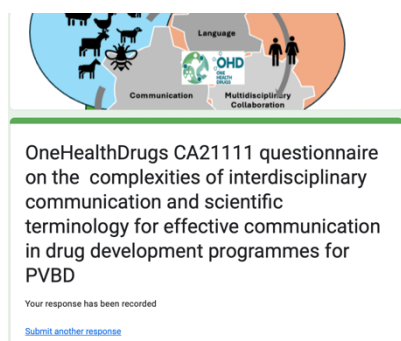 Language
OHD
ONE
HEALTH
DRUGS
Communication
Multidisciplinary
Collaboration
OneHealthDrugs CA21111 questionnaire
on the complexities of interdisciplinary
communication and scientific
terminology for effective communication
in drug development programmes for
PVBD
Your response has been recorded
Submit another response